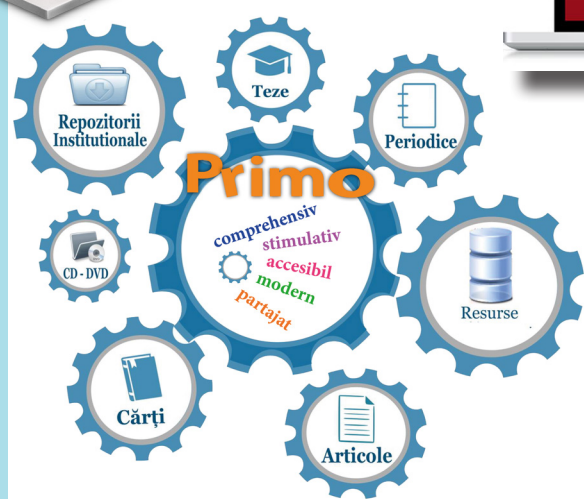 Teze
Repozitorii
Institutionale
Periodice
Primo
comprehensiv
stimulativ
accesibil
modern
partajat
CD - DVD
Resurse
Cărți
Articole